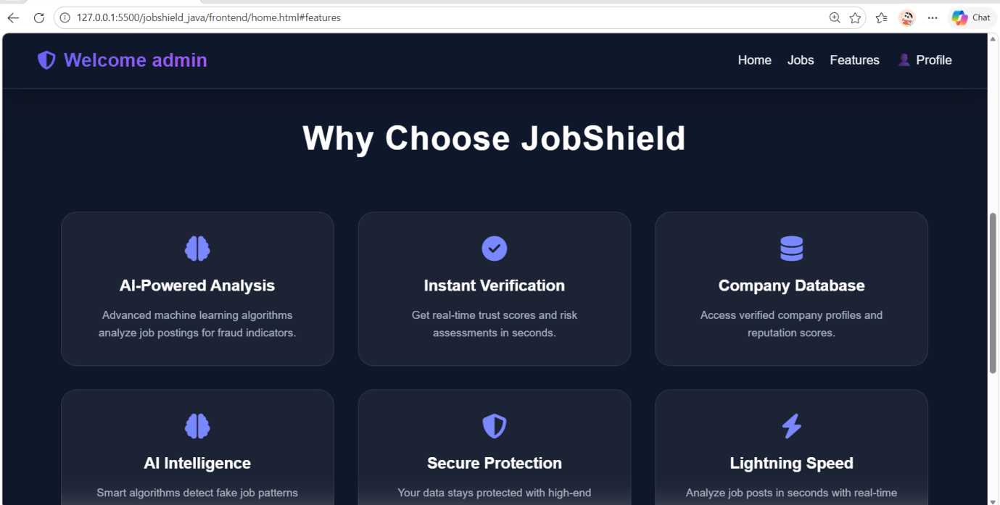 127.0.0.1:5500/jobshield_java/frontend/home.html#features
Chat
Welcome admin
Home
Jobs
Features
Profile
Why Choose JobShield
AI-Powered Analysis
Advanced machine learning algorithms
analyze job postings for fraud indicators.
Instant Verification
Get real-time trust scores and risk
assessments in seconds.
Company Database
Access verified company profiles and
reputation scores.
AI Intelligence
Smart algorithms detect fake job patterns
Secure Protection
Your data stays protected with high-end
Lightning Speed
Analyze job posts in seconds with real-time